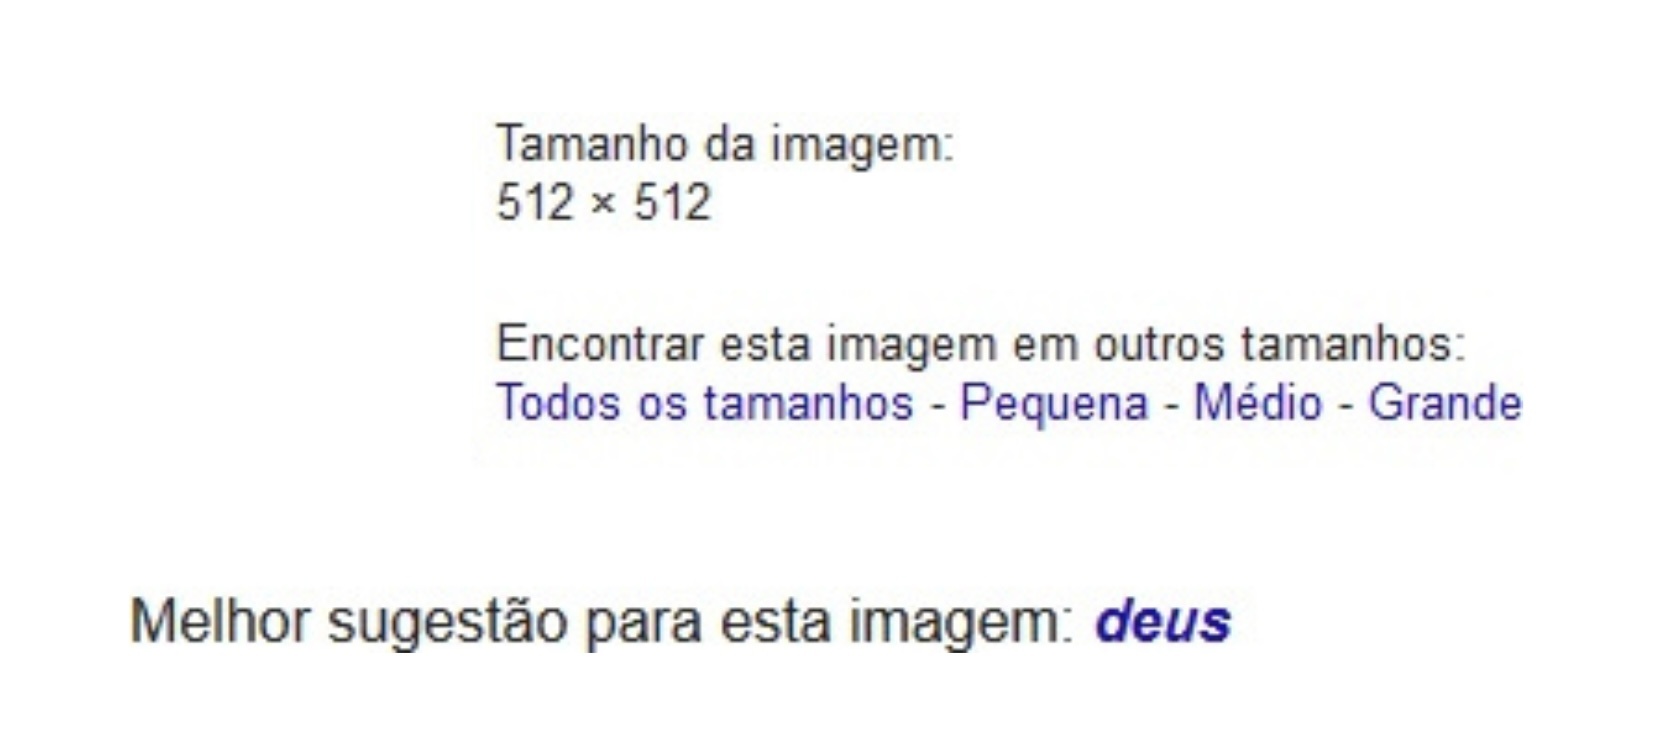 Tamanho da imagem:
512 × 512
Encontrar esta imagem em outros tamanhos:
Todos os tamanhos - Pequena - Médio - Grande
Melhor sugestão para esta imagem: deus